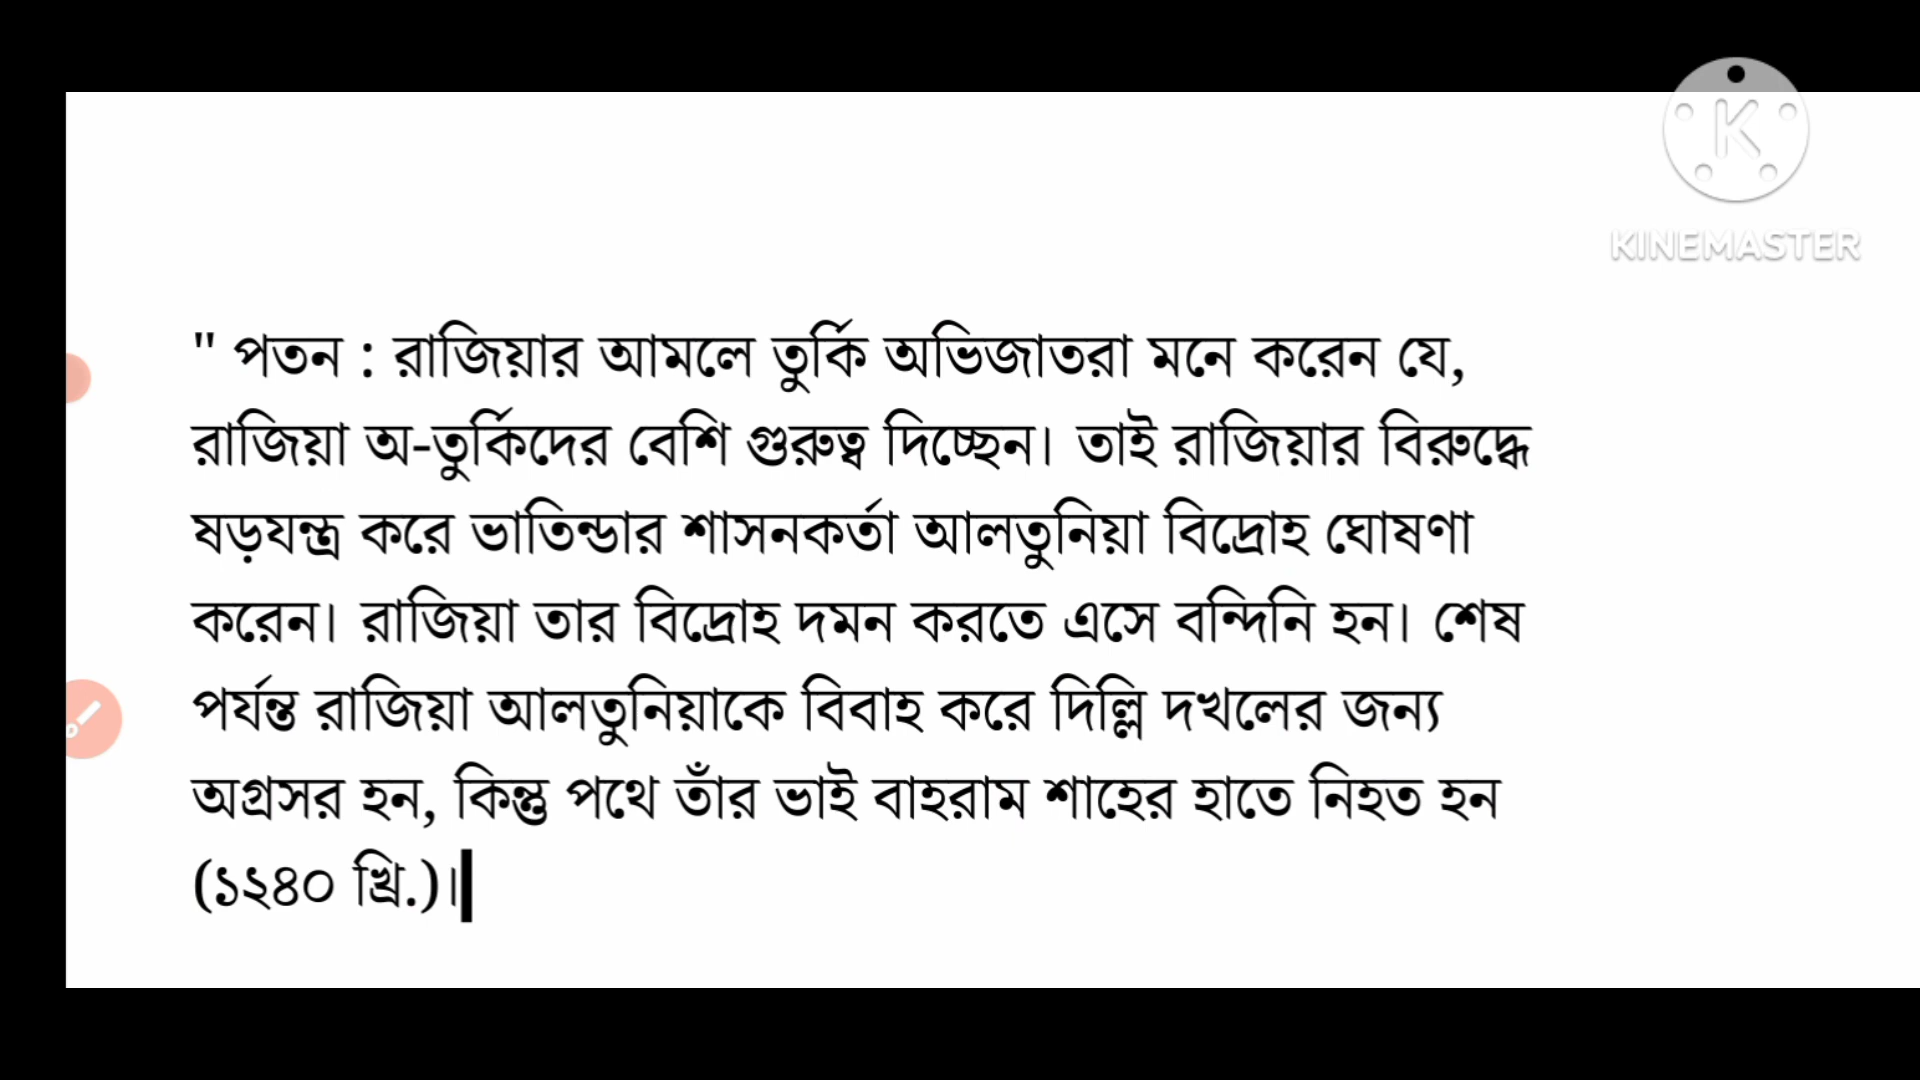 KINEMASTER
" পতন : রাজিয়ার আমলে তুর্কি অভিজাতরা মনে করেন যে,
রাজিয়া অ-তুর্কিদের বেশি গুরুত্ব দিচ্ছেন। তাই রাজিয়ার বিরুদ্ধে
ষড়যন্ত্র করে ভাতিন্ডার শাসনকর্তা আলতুনিয়া বিদ্রোহ ঘোষণা
করেন। রাজিয়া তার বিদ্রোহ দমন করতে এসে বন্দিনি হন। শেষ
পর্যন্ত রাজিয়া আলতুনিয়াকে বিবাহ করে দিল্লি দখলের জন্য
অগ্রসর হন, কিন্তু পথে তাঁর ভাই বাহরাম শাহের হাতে নিহত হন
(১২৪০ খ্রি.)।